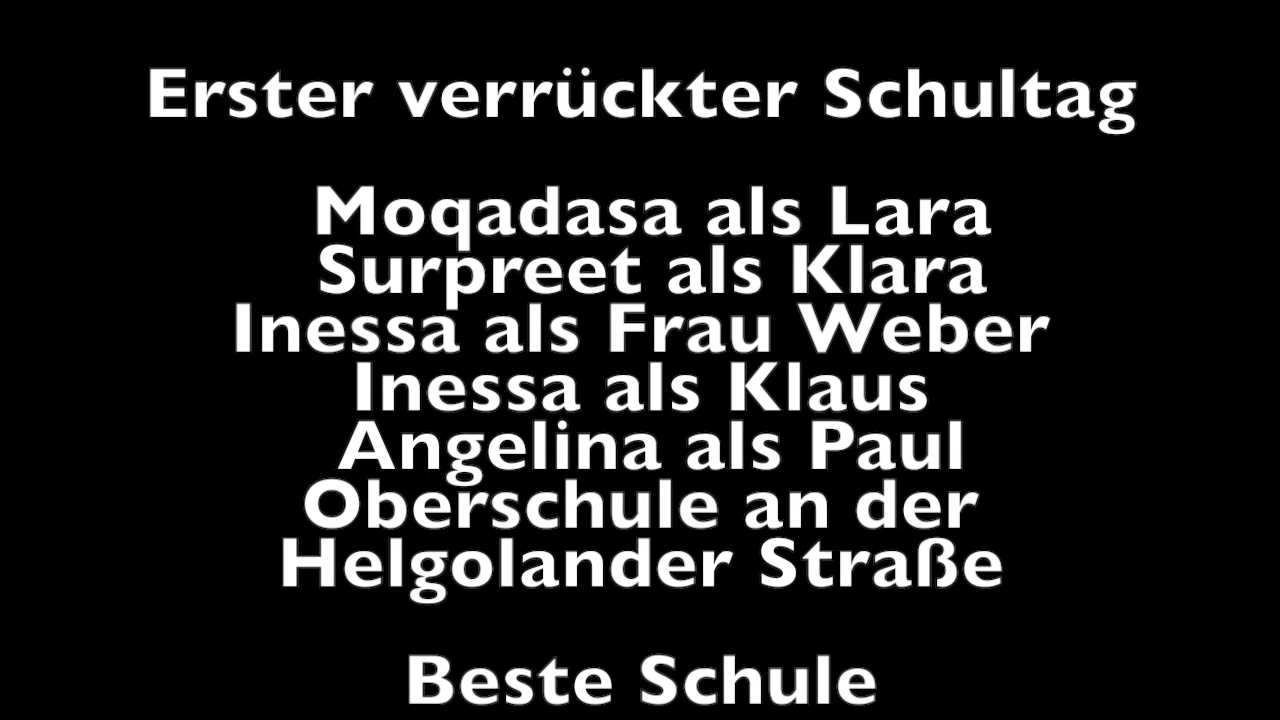 Erster verrückter Schultag
Moqadasa als Lara
Surpreet als Klara
Inessa als Frau Weber
Inessa als Klaus
Angelina als Paul
Oberschule an der
Helgolander Straße
Beste Schule